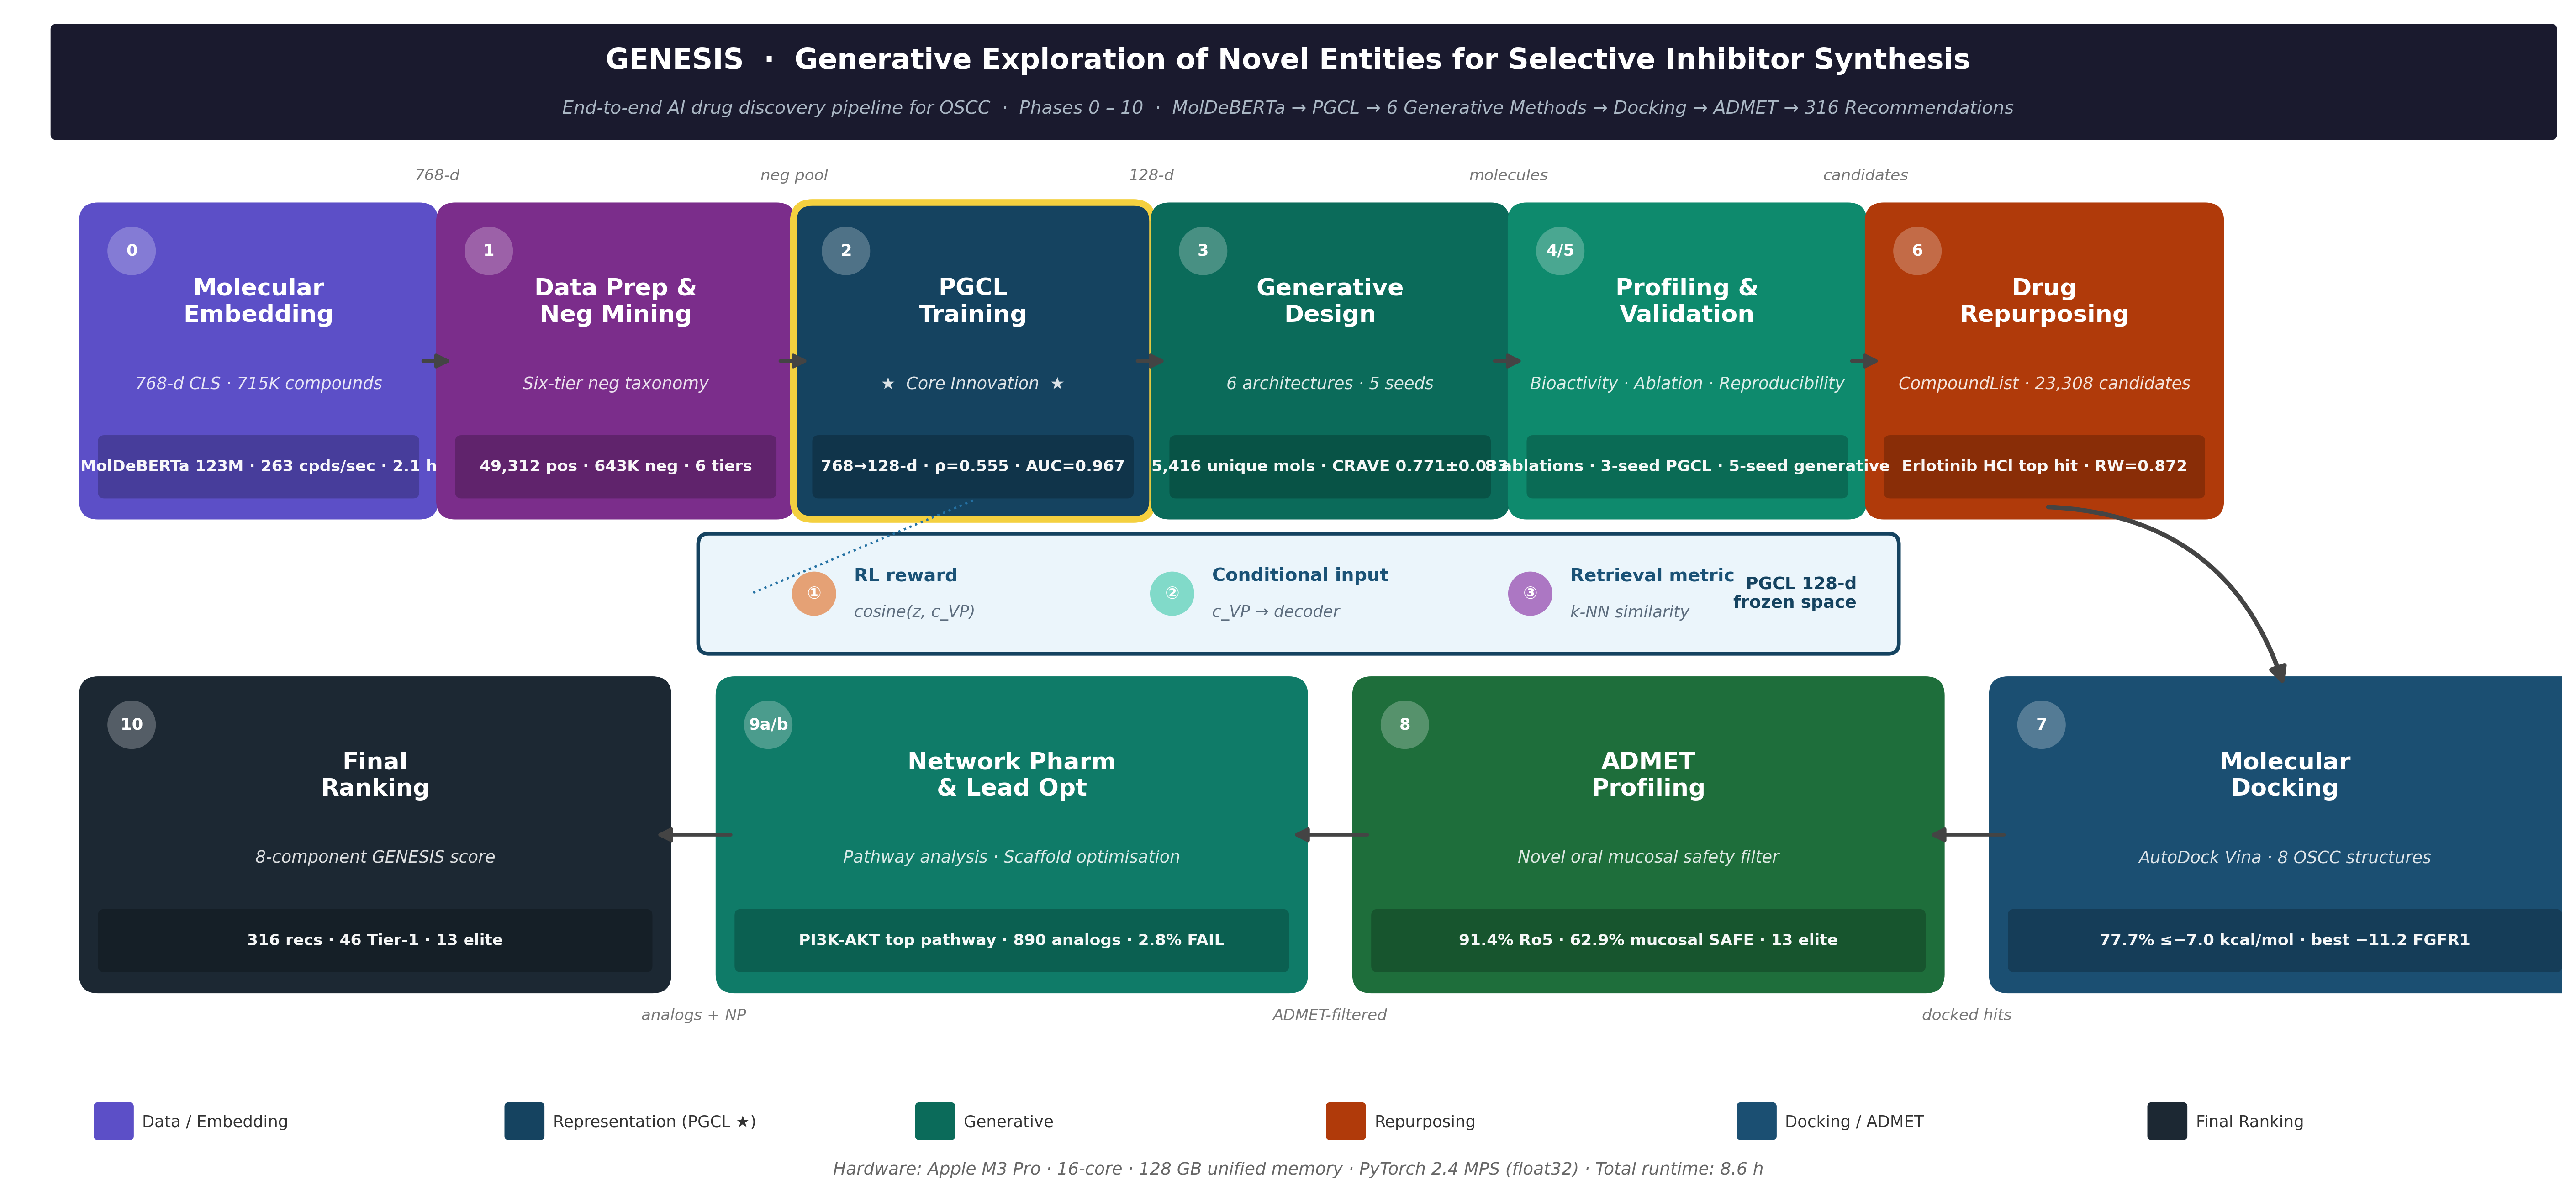 GENESIS · Generative Exploration of Novel Entities for Selective Inhibitor Synthesis
End-to-end AI drug discovery pipeline for OSCC · Phases 0 – 10 · MolDeBERTa → PGCL → 6 Generative Methods → Docking → ADMET → 316 Recommendations
768-d
neg pool
128-d
molecules
candidates
0
Molecular
Embedding
768-d CLS · 715K compounds
MolDeBERTa 123M · 263 cpds/sec · 2.1 h
1
Data Prep &
Neg Mining
Six-tier neg taxonomy
49,312 pos · 643K neg · 6 tiers
2
PGCL
Training
★ Core Innovation ★
768→128-d · ρ=0.555 · AUC=0.967
3
Generative
Design
6 architectures · 5 seeds
5,416 unique mols · CRAVE 0.771±0.0
4/5
Profiling &
Validation
Bioactivity · Ablation · Reproducibility
ablations · 3-seed PGCL · 5-seed generative
6
Drug
Repurposing
CompoundList · 23,308 candidates
Erlotinib HCl top hit · RW=0.872
①
RL reward
cosine(z, c_VP)
②
Conditional input
c_VP → decoder
③
Retrieval metric
k-NN similarity
PGCL 128-d
frozen space
10
Final
Ranking
8-component GENESIS score
316 recs · 46 Tier-1 · 13 elite
9a/b
Network Pharm
& Lead Opt
Pathway analysis · Scaffold optimisation
PI3K-AKT top pathway · 890 analogs · 2.8% FAIL
8
ADMET
Profiling
Novel oral mucosal safety filter
91.4% Ro5 · 62.9% mucosal SAFE · 13 elite
7
Molecular
Docking
AutoDock Vina · 8 OSCC structures
77.7% ≤−7.0 kcal/mol · best −11.2 FGFR1
analogs + NP
ADMET-filtered
docked hits
Data / Embedding
Representation (PGCL ★)
Generative
Repurposing
Docking / ADMET
Final Ranking
Hardware: Apple M3 Pro · 16-core · 128 GB unified memory · PyTorch 2.4 MPS (float32) · Total runtime: 8.6 h